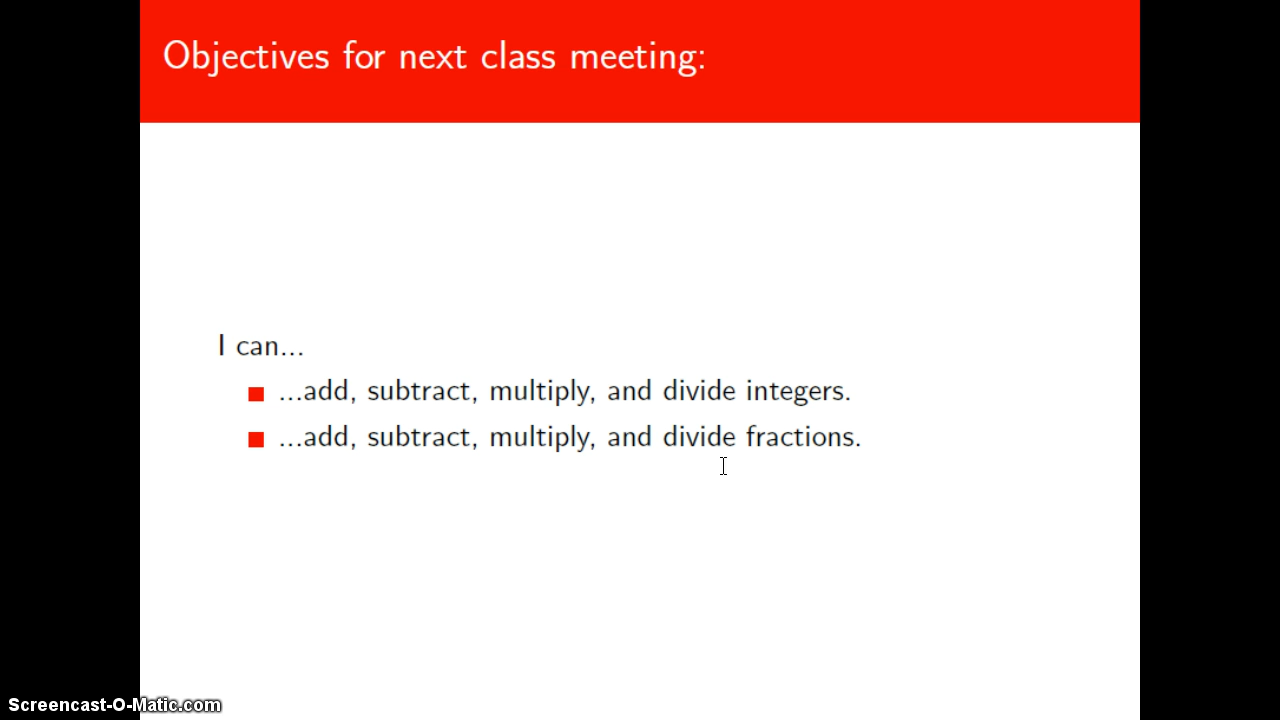 Objectives for next class meeting:
I can...
...add, subtract, multiply, and divide integers.
...add, subtract, multiply, and divide fractions.
Screencast-O-Matic.com